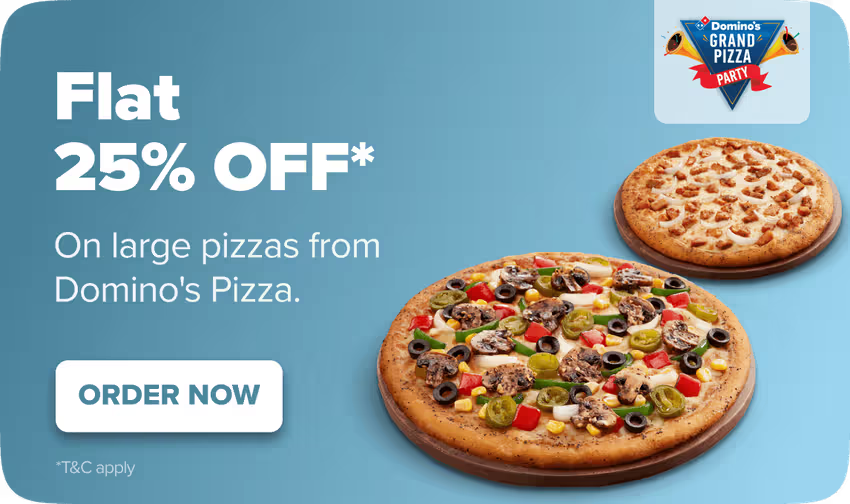 Domino's
GRAND
PIZZA
PARTY
Flat
25% OFF*
On large pizzas from
Domino's Pizza.
ORDER NOW
*T&C apply